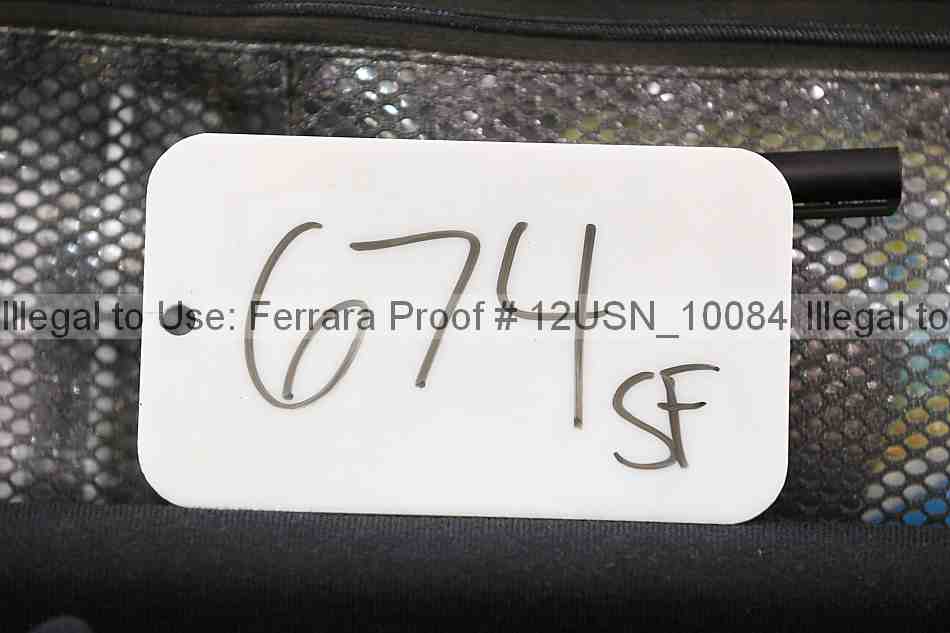 674
Illegal to Use: Ferrara Proof # 12USN_10084 Illegal to
SF